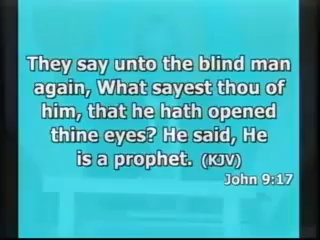 They say unto the blind man
again, What sayest thou of
him, that he hath opened
thine eyes? He said, He
is a prophet. (KJV)
John 9:17